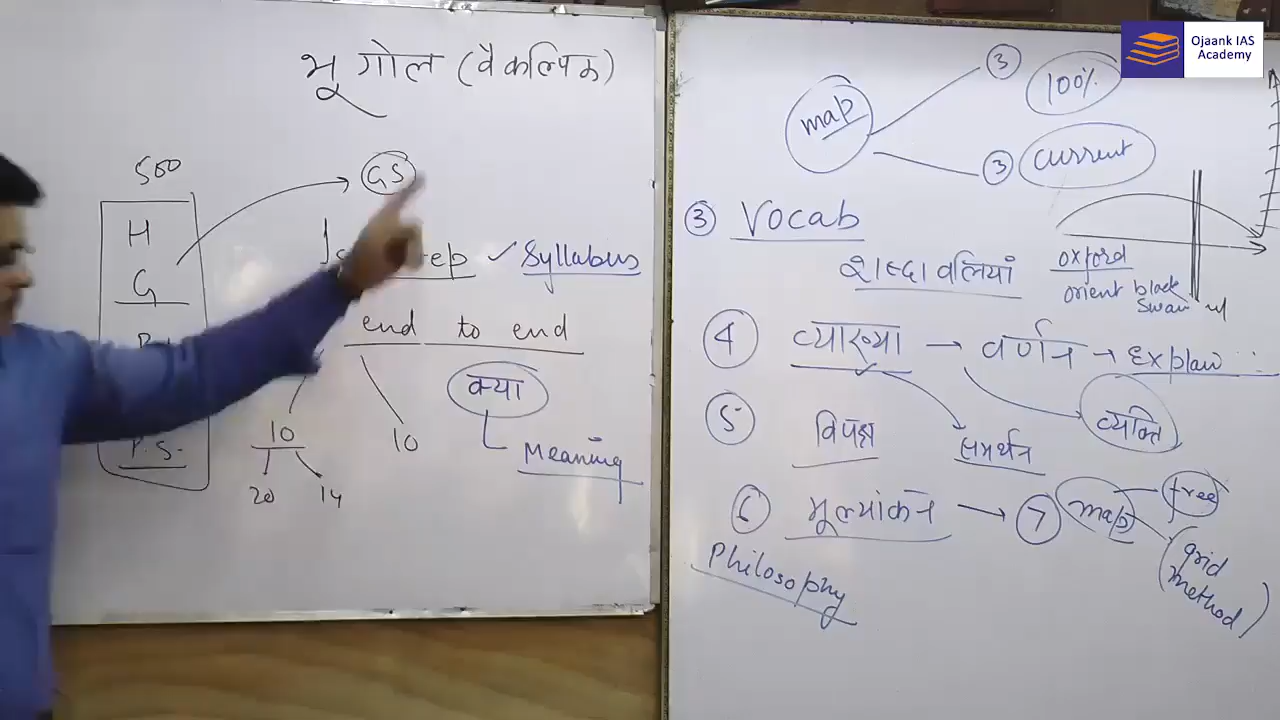 भूगोल (वैकल्पिक)
500
H
G
P.S.
GS
✓ Syllabus
end to end
क्या
Meaning
10
20 14
10
map
③ 100%
③ current
③ Vocab
शब्दावलियां
oxford
orient black
swan
④ व्याख्या → वर्णन → Explain
व्यक्ति
⑤ विपक्ष
समर्थन
⑥ मूल्यांकन → ⑦ map
free
(grid
method)
Philosophy
Ojaank IAS
Academy